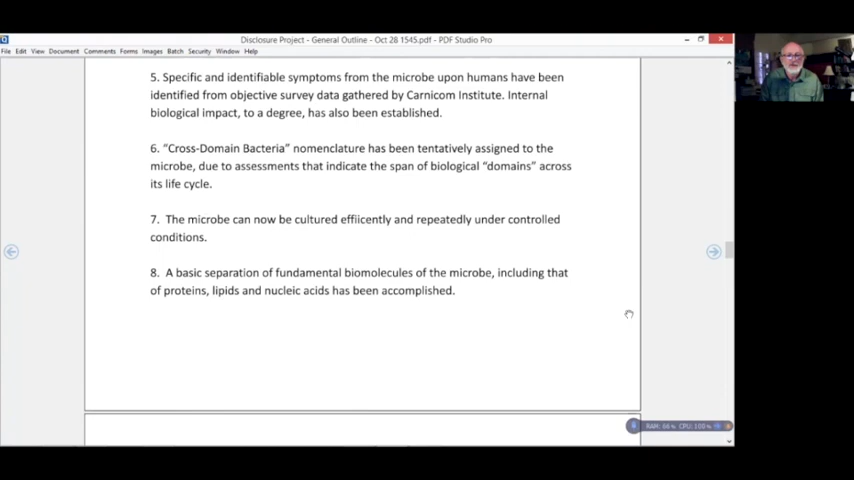 Disclosure Project - General Outline - Oct 28 1545.pdf - PDF Studio Pro
File Edit View Document Comments Forms Images Batch Security Window Help
5. Specific and identifiable symptoms from the microbe upon humans have been
identified from objective survey data gathered by Carnicom Institute. Internal
biological impact, to a degree, has also been established.
6. “Cross-Domain Bacteria” nomenclature has been tentatively assigned to the
microbe, due to assessments that indicate the span of biological “domains” across
its life cycle.
7. The microbe can now be cultured effiicently and repeatedly under controlled
conditions.
8. A basic separation of fundamental biomolecules of the microbe, including that
of proteins, lipids and nucleic acids has been accomplished.
RAM: 66% CPU: 100%